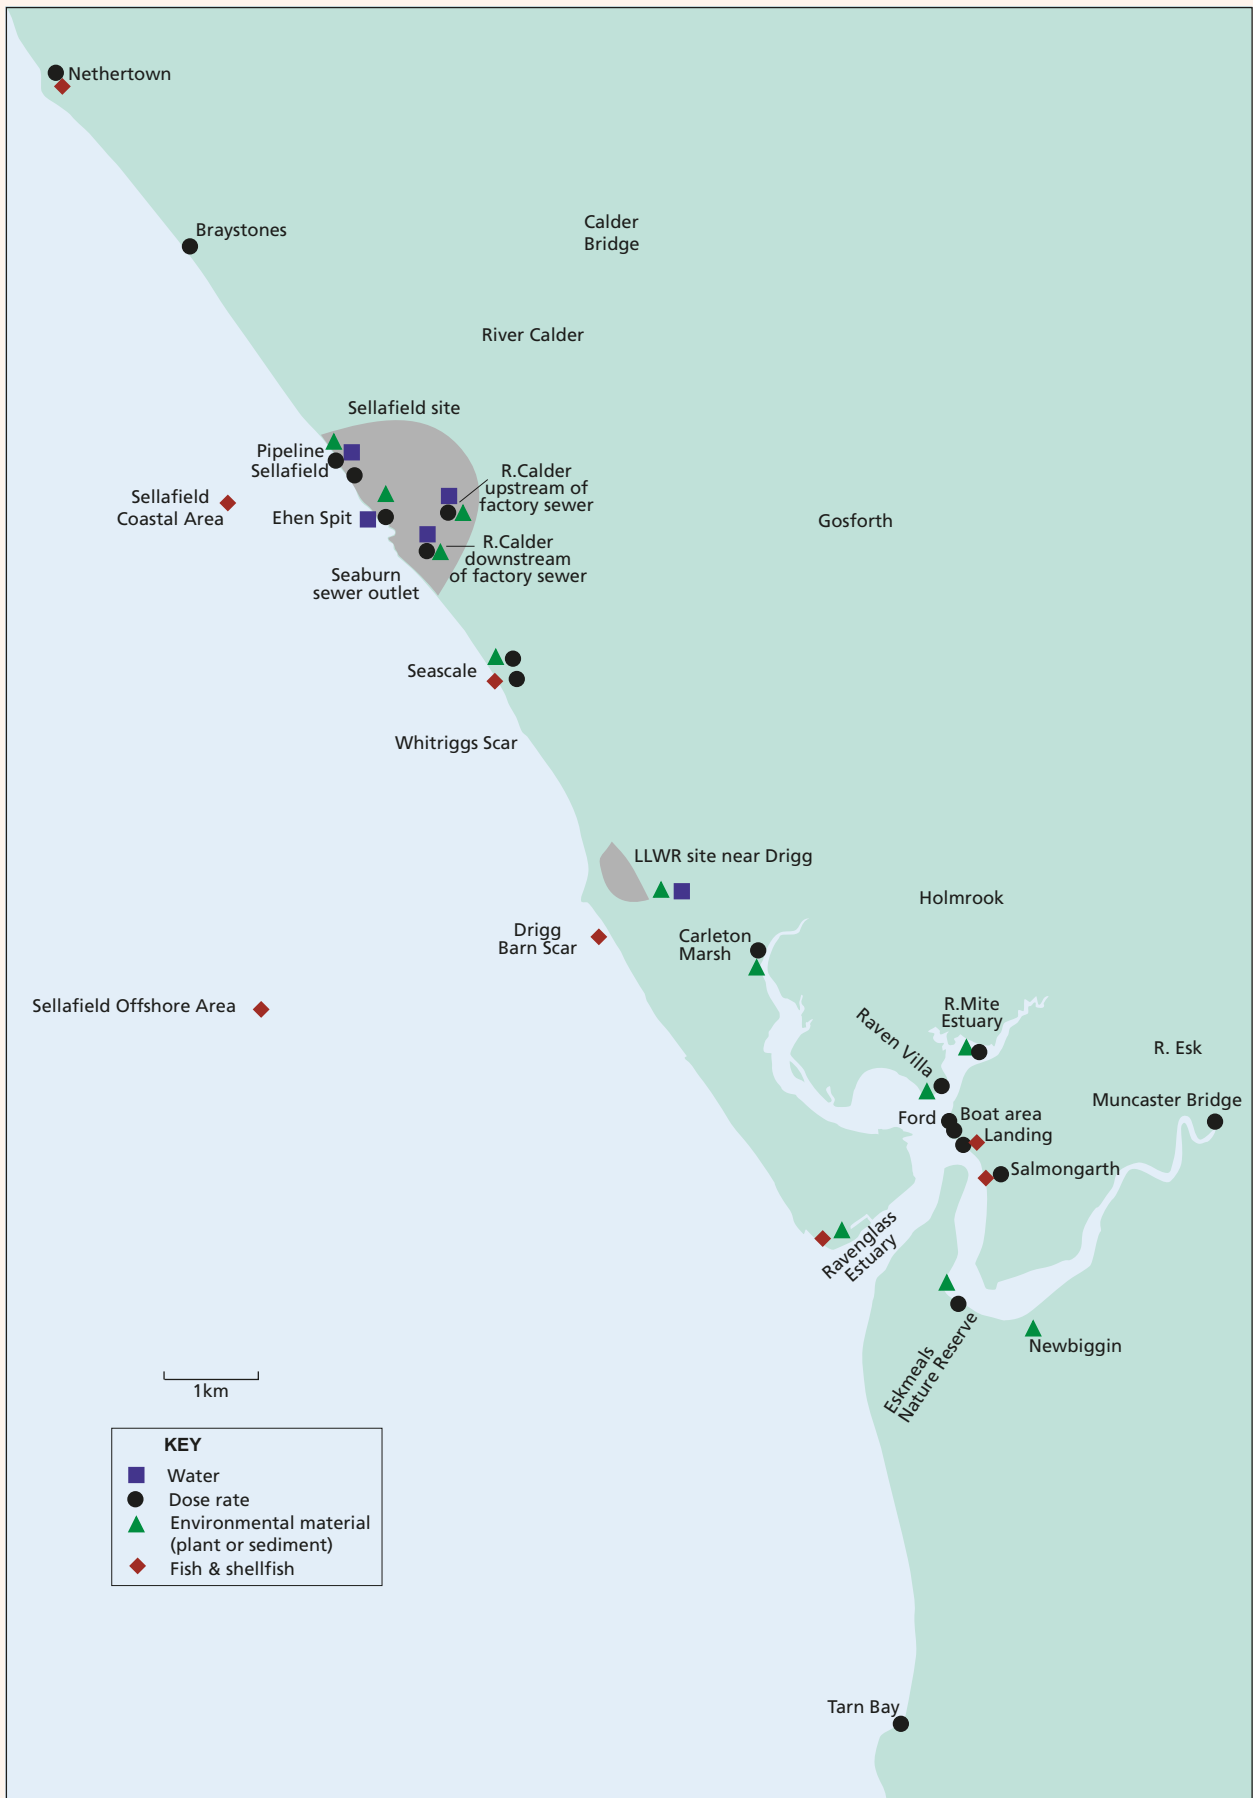 Nethertown
Braystones
Calder
Bridge
River Calder
Sellafield site
Pipeline
Sellafield
R.Calder
upstream of
factory sewer
Sellafield
Coastal Area
Ehen Spit
Gosforth
R.Calder
downstream
of factory sewer
Seaburn
sewer outlet
Seascale
Whitriggs Scar
LLWR site near Drigg
Holmrook
Drigg
Barn Scar
Carleton
Marsh
Sellafield Offshore Area
R.Mite
Estuary
Raven Villa
R. Esk
Muncaster Bridge
Ford
Boat area
Landing
Salmongarth
Ravenglass
Estuary
Eskmeals
Nature Reserve
Newbiggin
1km
KEY
Water
Dose rate
Environmental material
(plant or sediment)
Fish & shellfish
Tarn Bay